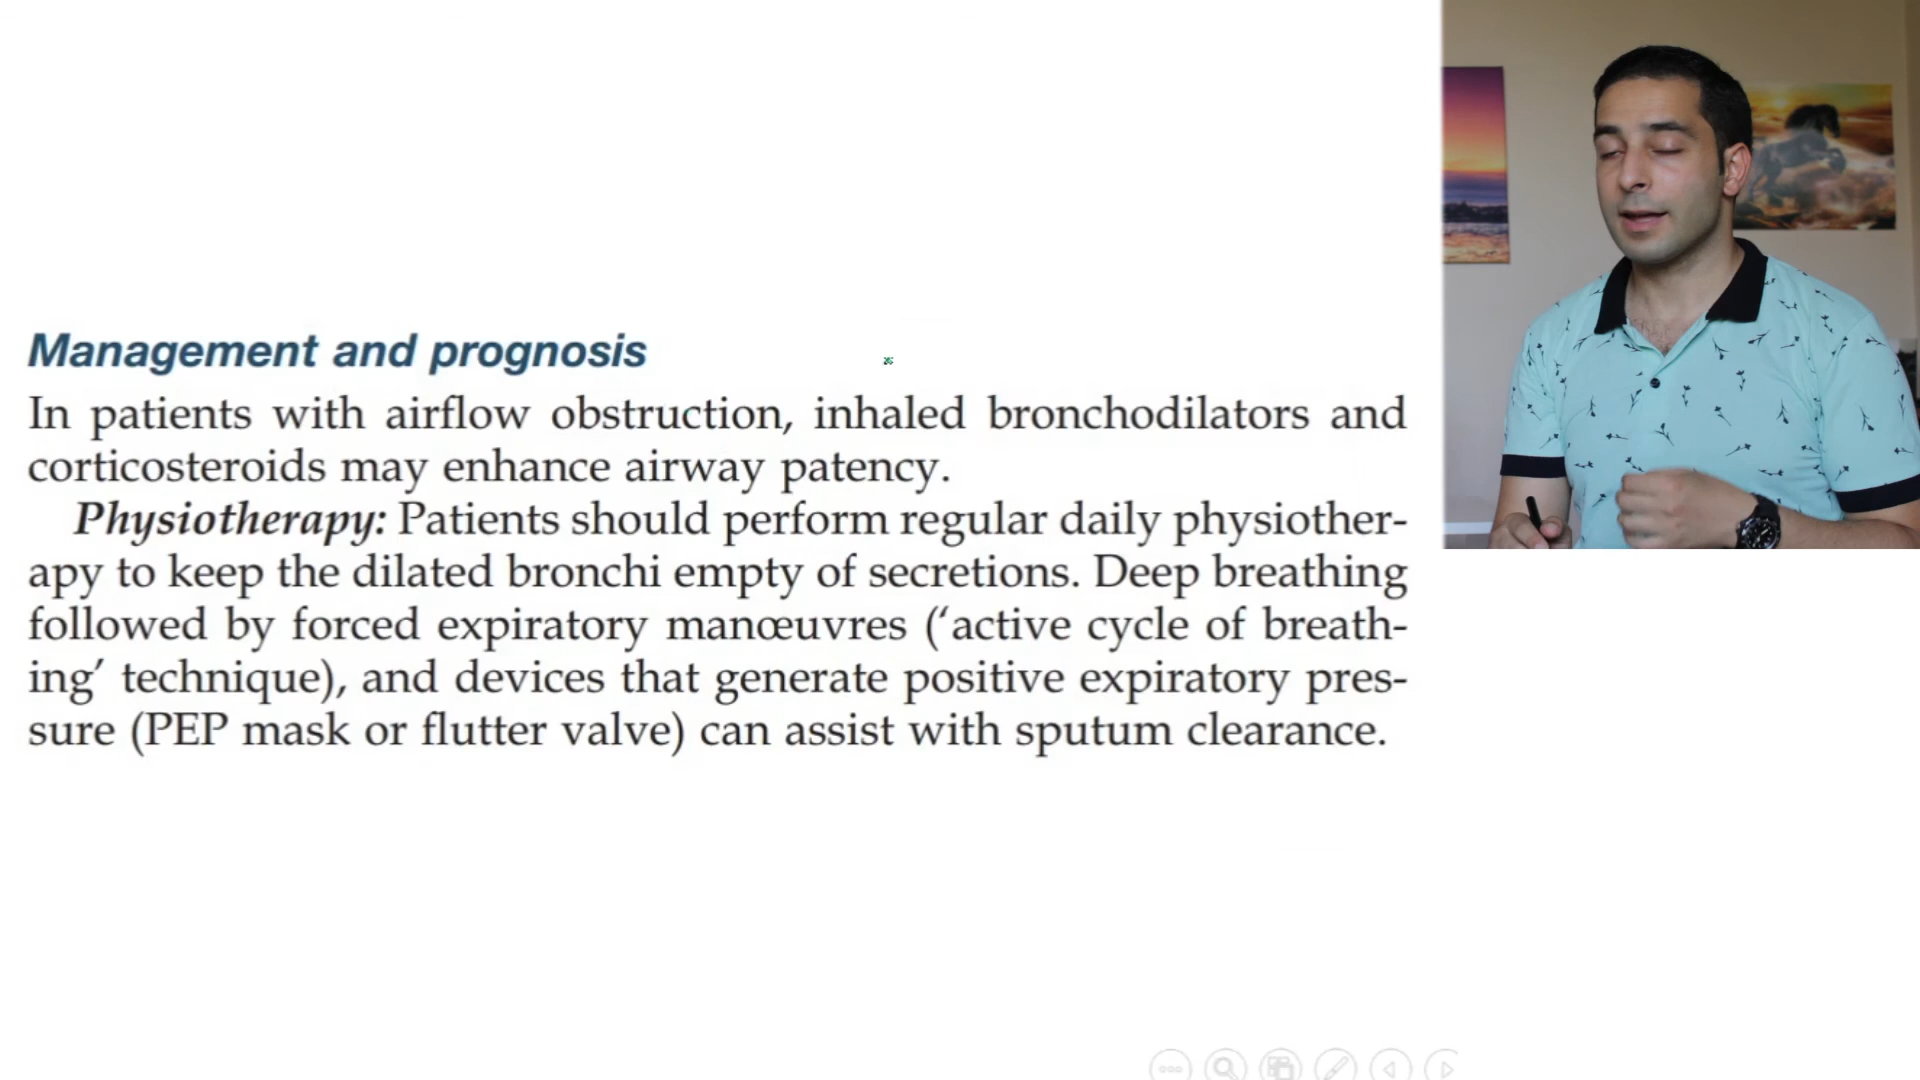 Management and prognosis
In patients with airflow obstruction, inhaled bronchodilators and
corticosteroids may enhance airway patency.
Physiotherapy: Patients should perform regular daily physiother-
apy to keep the dilated bronchi empty of secretions. Deep breathing
followed by forced expiratory manœuvres (‘active cycle of breath-
ing’ technique), and devices that generate positive expiratory pres-
sure (PEP mask or flutter valve) can assist with sputum clearance.